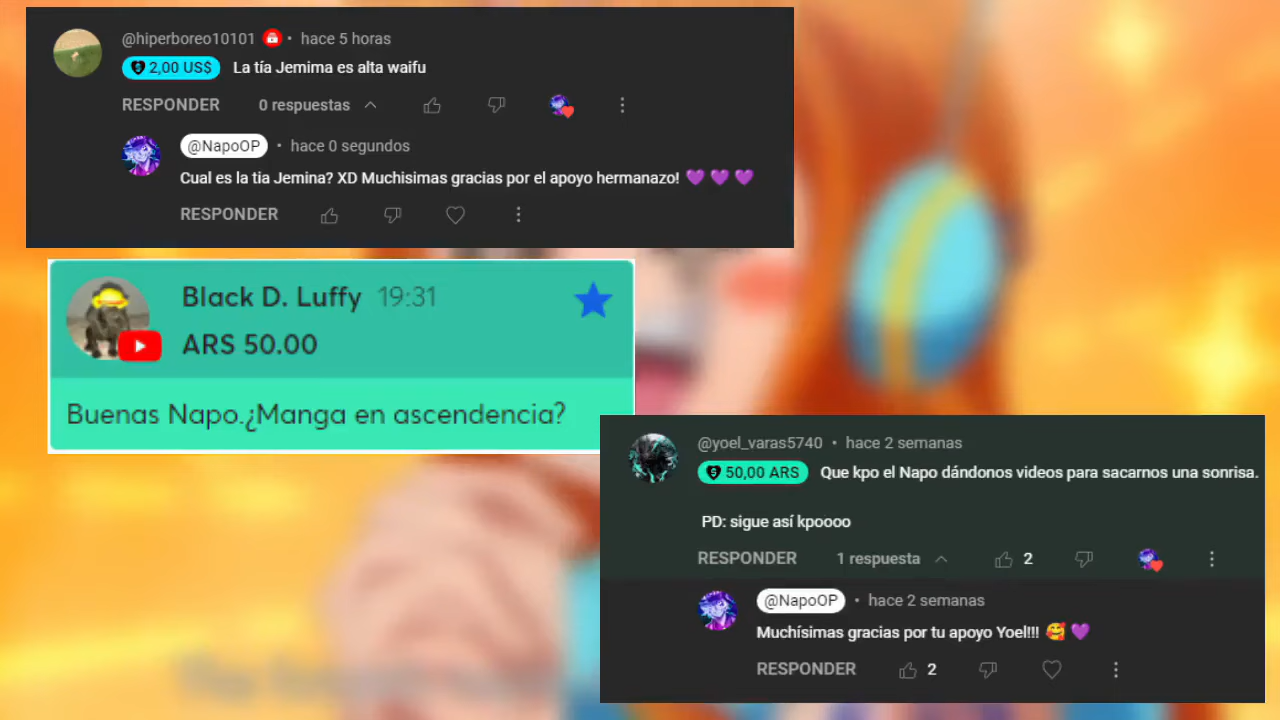 @hiperboreo10101 • hace 5 horas
2,00 US$ La tía Jemima es alta waifu
RESPONDER 0 respuestas
@NapoOP • hace 0 segundos
Cual es la tia Jemina? XD Muchisimas gracias por el apoyo hermanazo! 💜 💜 💜
RESPONDER
Black D. Luffy 19:31
ARS 50.00
Buenas Napo.¿Manga en ascendencia?
@yoel_varas5740 • hace 2 semanas
50,00 ARS Que kpo el Napo dándonos videos para sacarnos una sonrisa.
PD: sigue así kpoooo
RESPONDER 1 respuesta 2
@NapoOP • hace 2 semanas
Muchísimas gracias por tu apoyo Yoel!!! 🥰 💜
RESPONDER 2